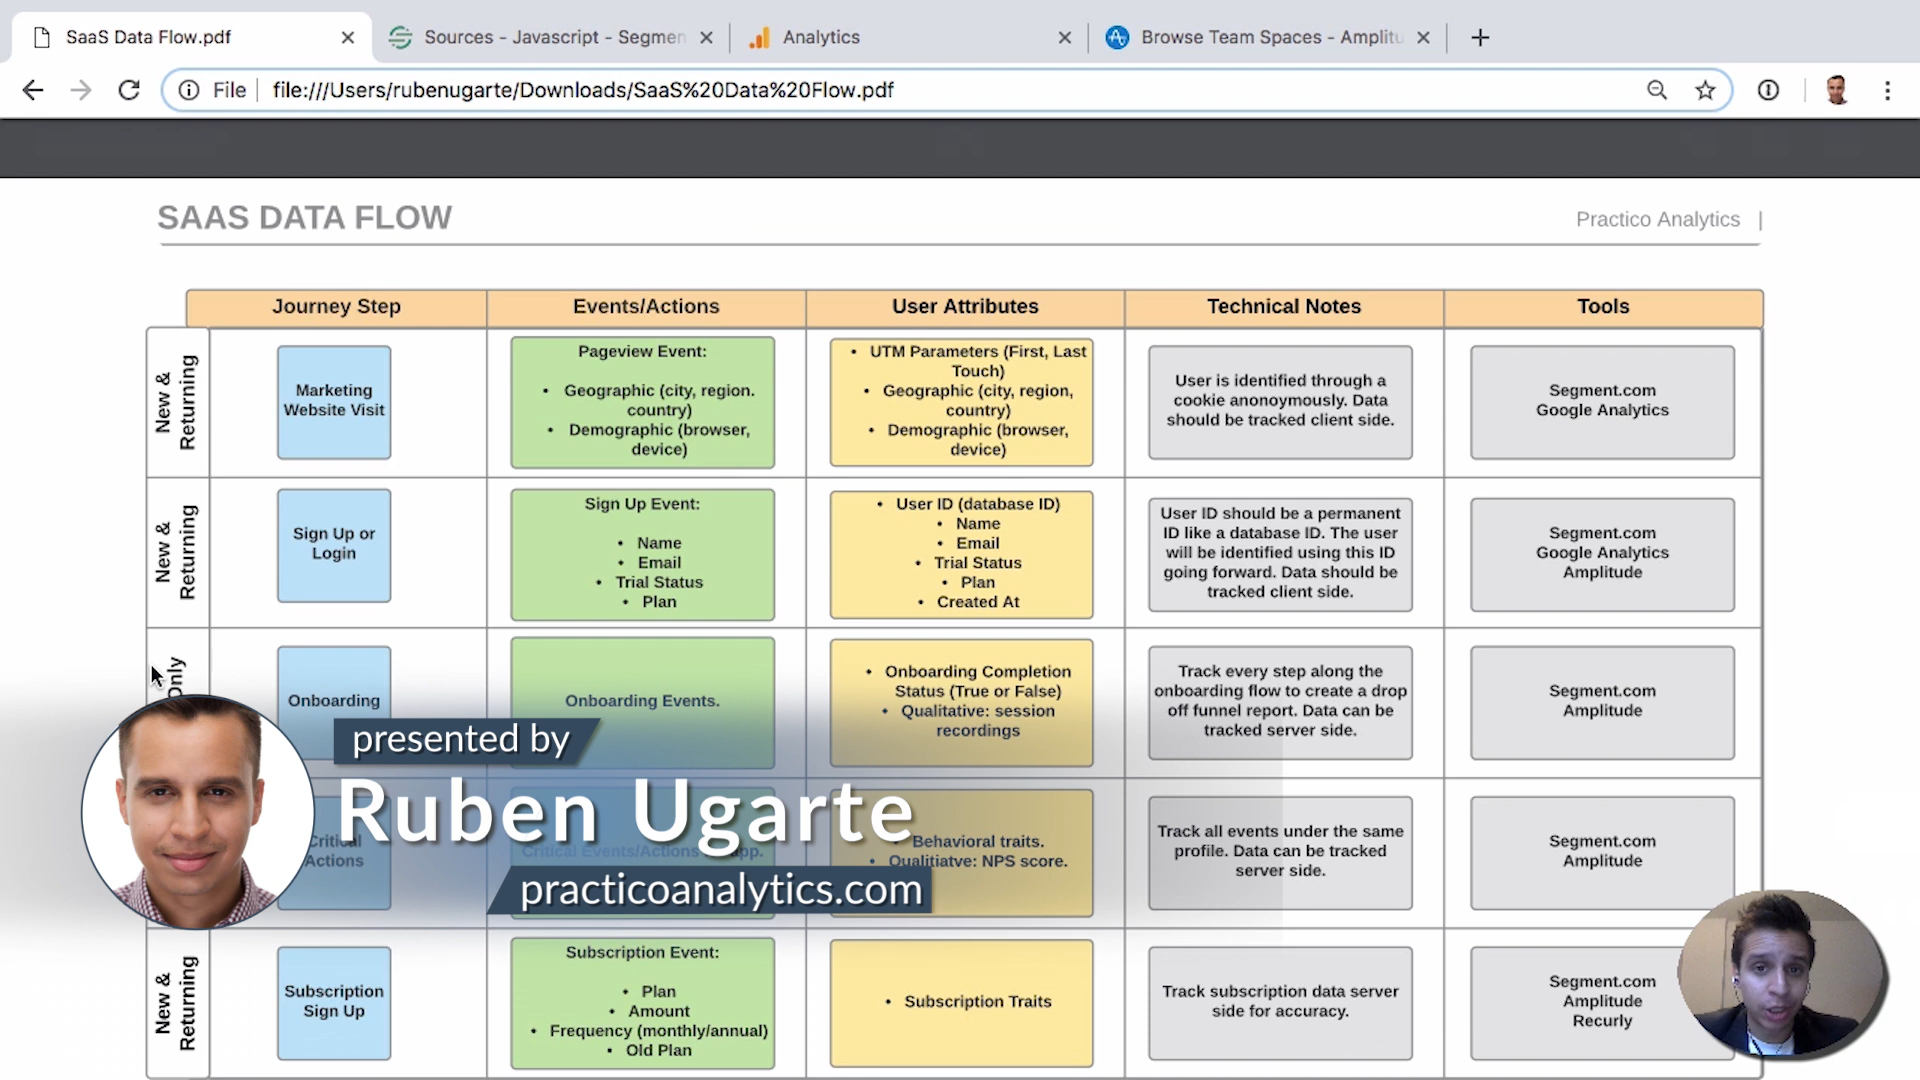 SaaS Data Flow.pdf
Sources - Javascript - Segmen
Analytics
Browse Team Spaces - Amplitu
File
file:///Users/rubenugarte/Downloads/SaaS%20Data%20Flow.pdf
SAAS DATA FLOW
Practico Analytics |
Journey Step
Events/Actions
User Attributes
Technical Notes
Tools
New &
Returning
Marketing
Website Visit
Pageview Event:
• Geographic (city, region.
country)
• Demographic (browser,
device)
• UTM Parameters (First, Last
Touch)
• Geographic (city, region,
country)
• Demographic (browser,
device)
User is identified through a
cookie anonoymously. Data
should be tracked client side.
Segment.com
Google Analytics
New &
Returning
Sign Up or
Login
Sign Up Event:
• Name
• Email
• Trial Status
• Plan
• User ID (database ID)
• Name
• Email
• Trial Status
• Plan
• Created At
User ID should be a permanent
ID like a database ID. The user
will be identified using this ID
going forward. Data should be
tracked client side.
Segment.com
Google Analytics
Amplitude
Only
Onboarding
Onboarding Events.
• Onboarding Completion
Status (True or False)
• Qualitative: session
recordings
Track every step along the
onboarding flow to create a drop
off funnel report. Data can be
tracked server side.
Segment.com
Amplitude
presented by
Ruben Ugarte
practicoanalytics.com
Critical
Actions
Critical Events/Actions app.
Behavioral traits.
• Qualitiatve: NPS score.
Track all events under the same
profile. Data can be tracked
server side.
Segment.com
Amplitude
New &
Returning
Subscription
Sign Up
Subscription Event:
• Plan
• Amount
• Frequency (monthly/annual)
• Old Plan
• Subscription Traits
Track subscription data server
side for accuracy.
Segment.com
Amplitude
Recurly